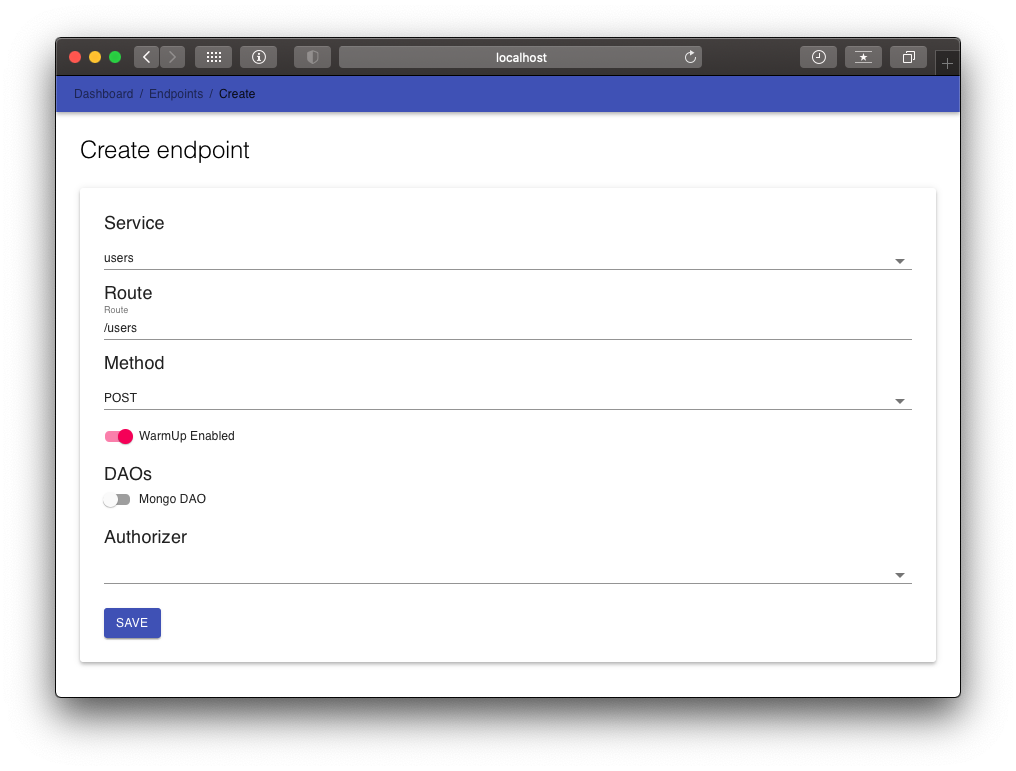 localhost
Dashboard / Endpoints / Create
Create endpoint
Service
users
Route
Route
/users
Method
POST
WarmUp Enabled
DAOs
Mongo DAO
Authorizer
SAVE